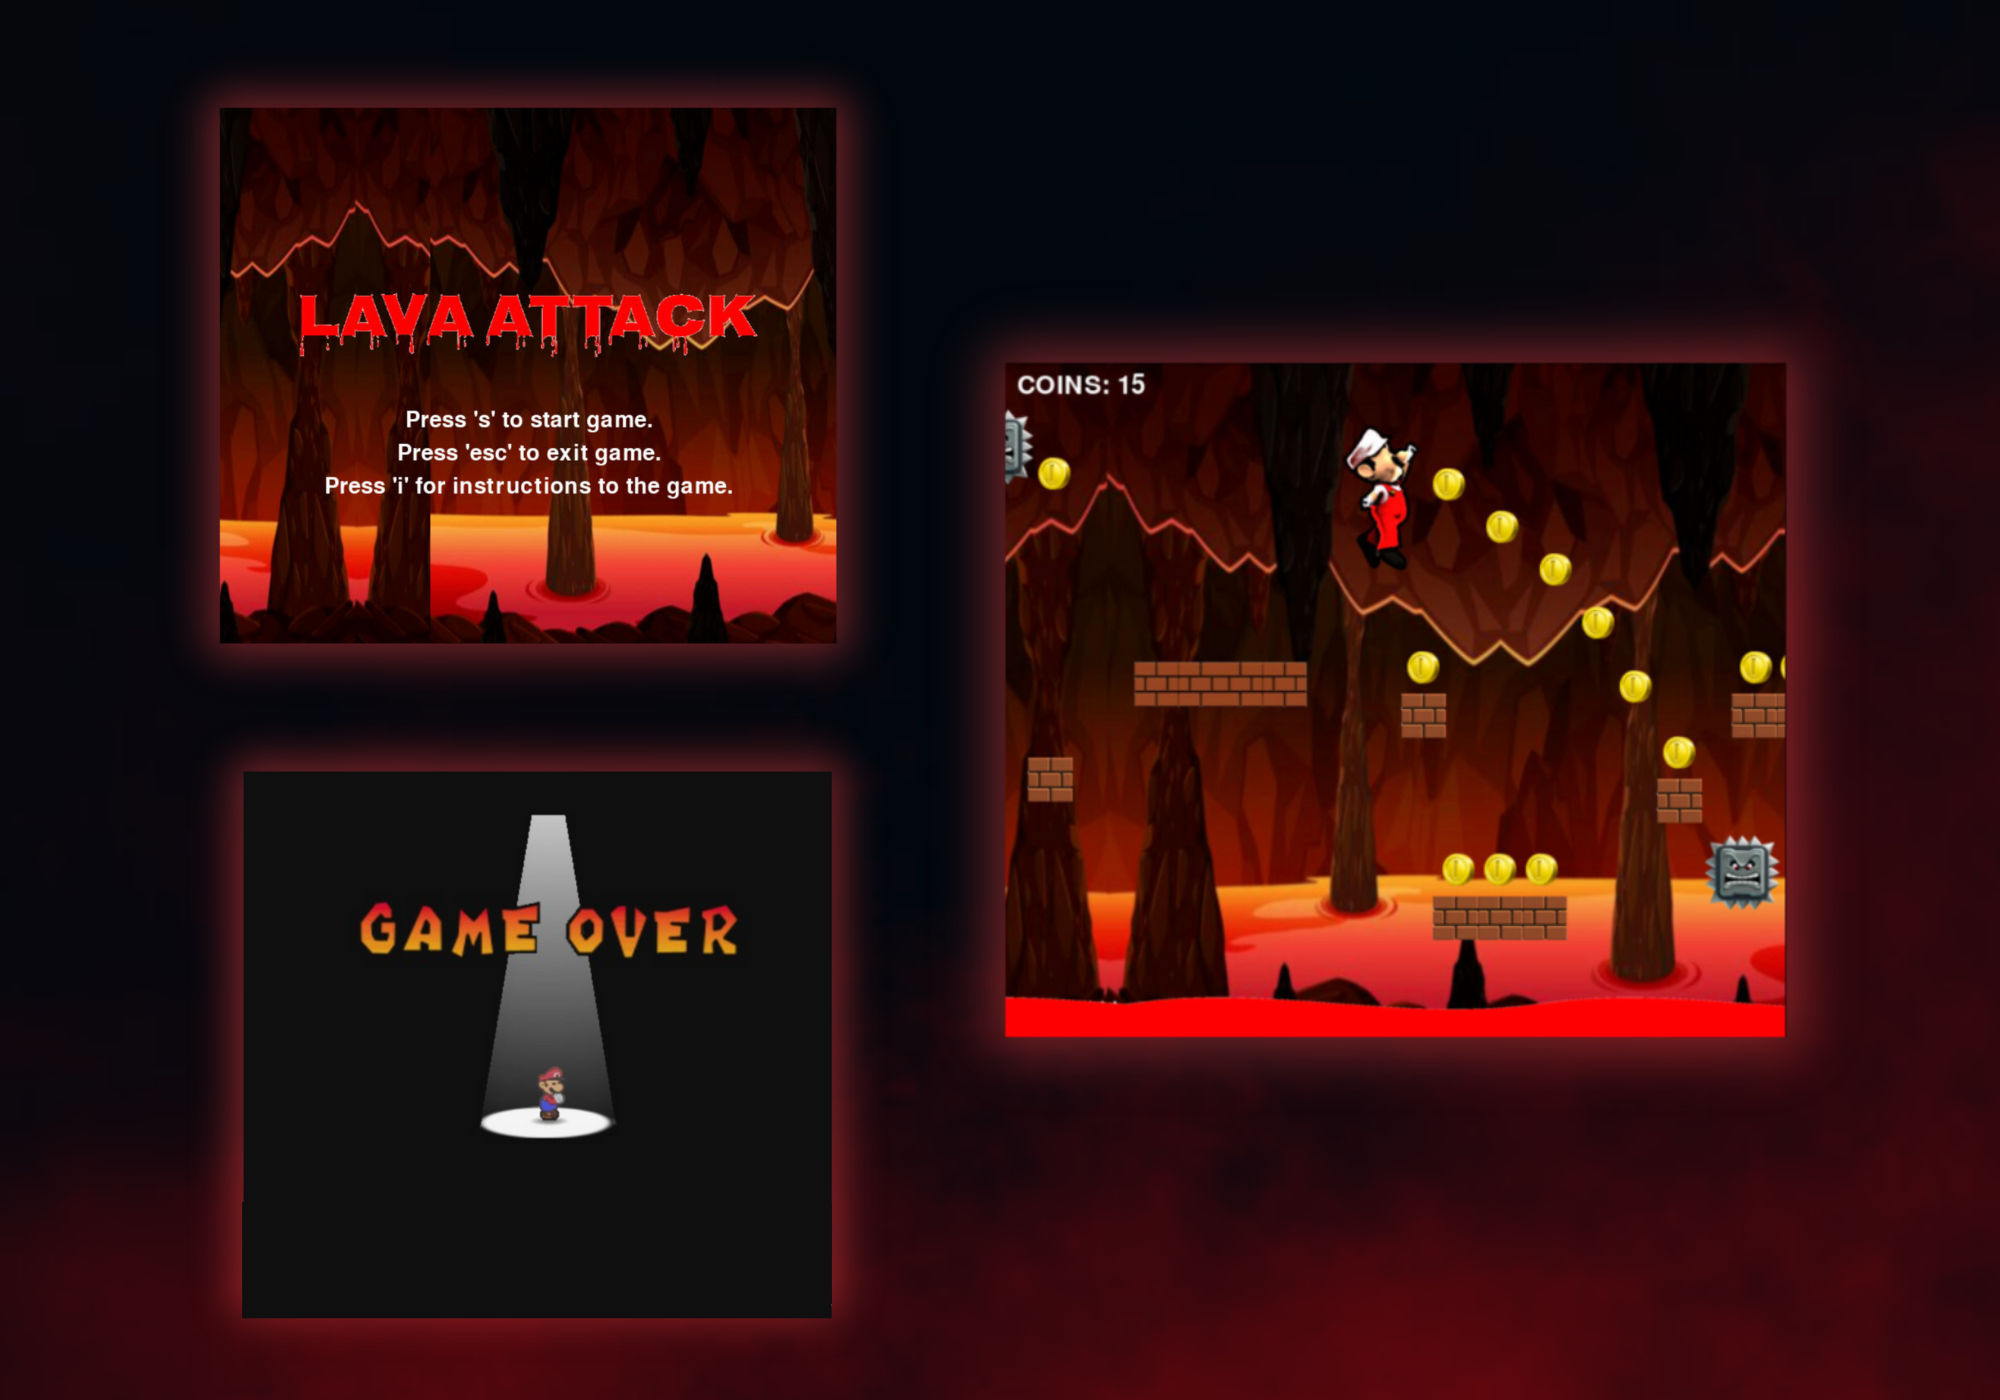 LAVA ATTACK
Press 's' to start game.
Press 'esc' to exit game.
Press 'i' for instructions to the game.
COINS: 15
GAME OVER